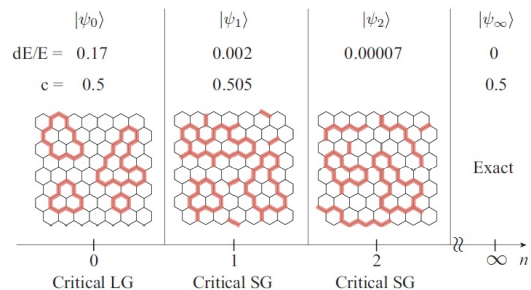 |ψ₀⟩ |ψ₁⟩ |ψ₂⟩ |ψ∞⟩
dE/E = 0.17 0.002 0.00007 0
c = 0.5 0.505 0.5
Exact
0 1 2 ∞ n
Critical LG Critical SG Critical SG